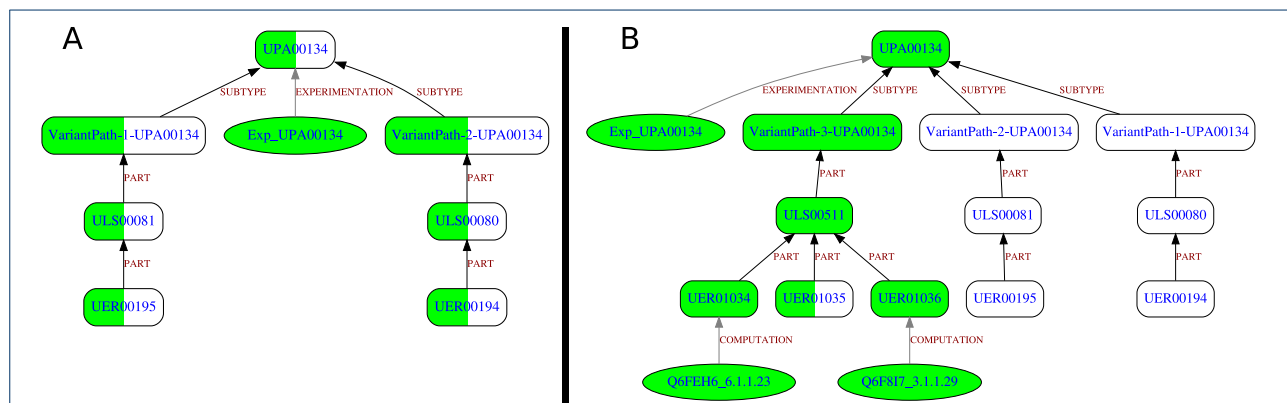 A
UPA00134
SUBTYPE
EXPERIMENTATION
SUBTYPE
VariantPath-1-UPA00134
Exp_UPA00134
VariantPath-2-UPA00134
PART
PART
ULS00081
ULS00080
PART
PART
UER00195
UER00194
B
UPA00134
EXPERIMENTATION
SUBTYPE
SUBTYPE
SUBTYPE
Exp_UPA00134
VariantPath-3-UPA00134
VariantPath-2-UPA00134
VariantPath-1-UPA00134
PART
PART
PART
ULS00511
ULS00081
ULS00080
PART
PART
PART
PART
PART
UER01034
UER01035
UER01036
UER00195
UER00194
COMPUTATION
COMPUTATION
Q6FEH6_6.1.1.23
Q6F8I7_3.1.1.29